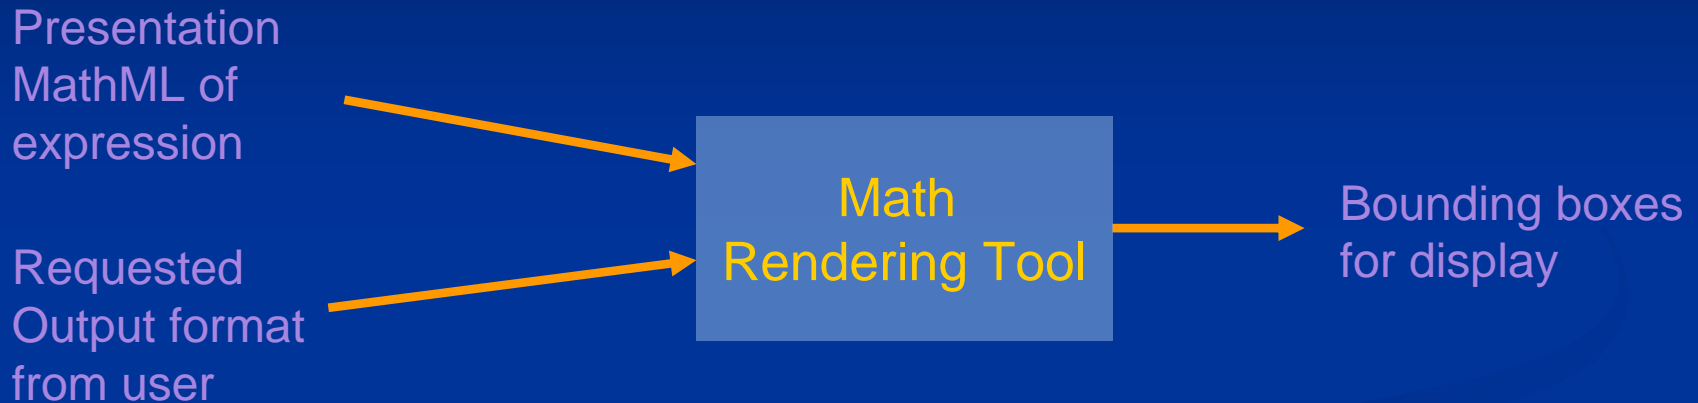 Presentation
MathML of
expression
Requested
Output format
from user
Math
Rendering Tool
Bounding boxes
for display